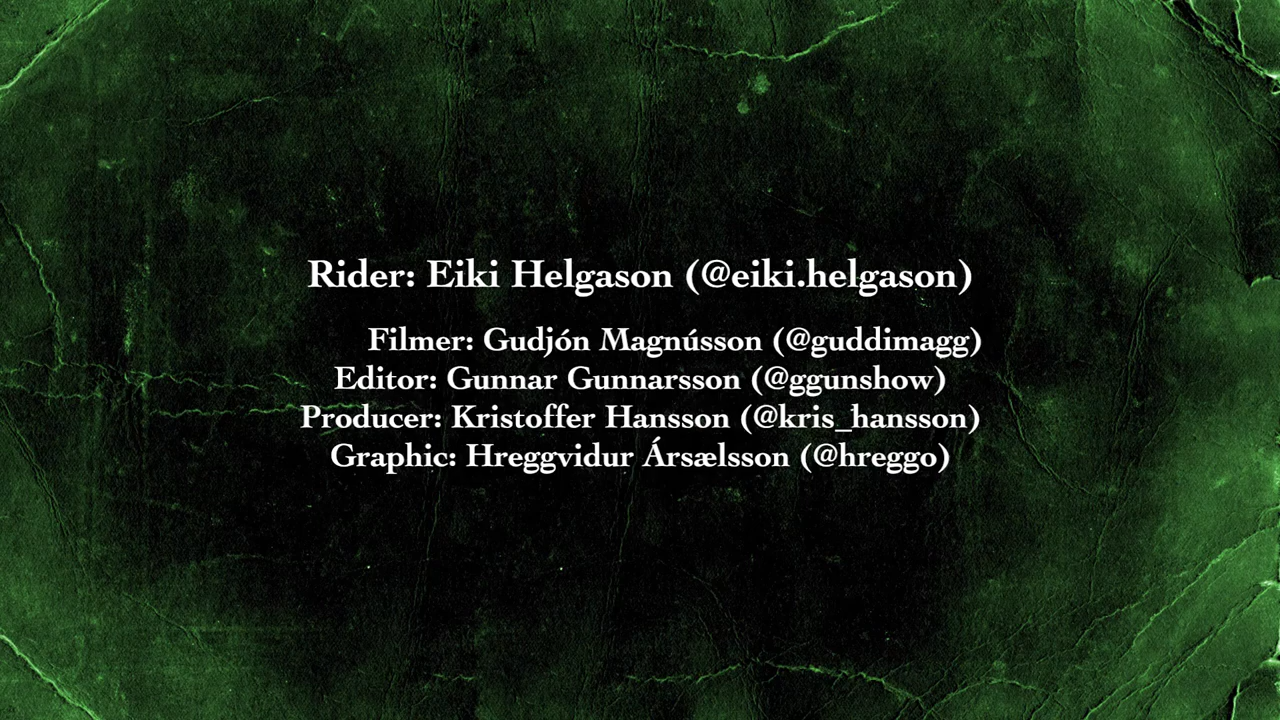 Rider: Eiki Helgason (@eiki.helgason)
Filmer: Gudjón Magnússon (@guddimagg)
Editor: Gunnar Gunnarsson (@ggunshow)
Producer: Kristoffer Hansson (@kris_hansson)
Graphic: Hreggvidur Ársælsson (@hreggo)